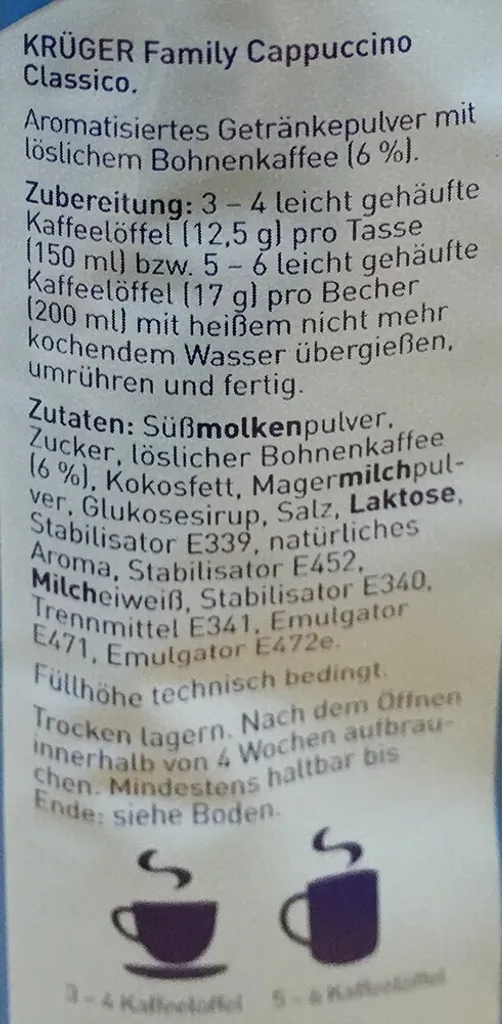 KRÜGER Family Cappuccino
Classico.
Aromatisiertes Getränkepulver mit
löslichem Bohnenkaffee (6 %).
Zubereitung: 3 – 4 leicht gehäufte
Kaffeelöffel (12,5 g) pro Tasse
(150 ml) bzw. 5 – 6 leicht gehäufte
Kaffeelöffel (17 g) pro Becher
(200 ml) mit heißem nicht mehr
kochendem Wasser übergießen,
umrühren und fertig.
Zutaten: Süßmolkenpulver,
Zucker, löslicher Bohnenkaffee
(6 %), Kokosfett, Magermilchpul-
ver, Glukosesirup, Salz, Laktose,
Stabilisator E339, natürliches
Aroma, Stabilisator E452,
Milcheiweiß, Stabilisator E340,
Trennmittel E341, Emulgator
E471, Emulgator E472e.
Füllhöhe technisch bedingt.
Trocken lagern. Nach dem Öffnen
innerhalb von 4 Wochen aufbrau-
chen. Mindestens haltbar bis
Ende: siehe Boden.
3 – 4 Kaffeelöffel
5 – 6 Kaffeelöffel